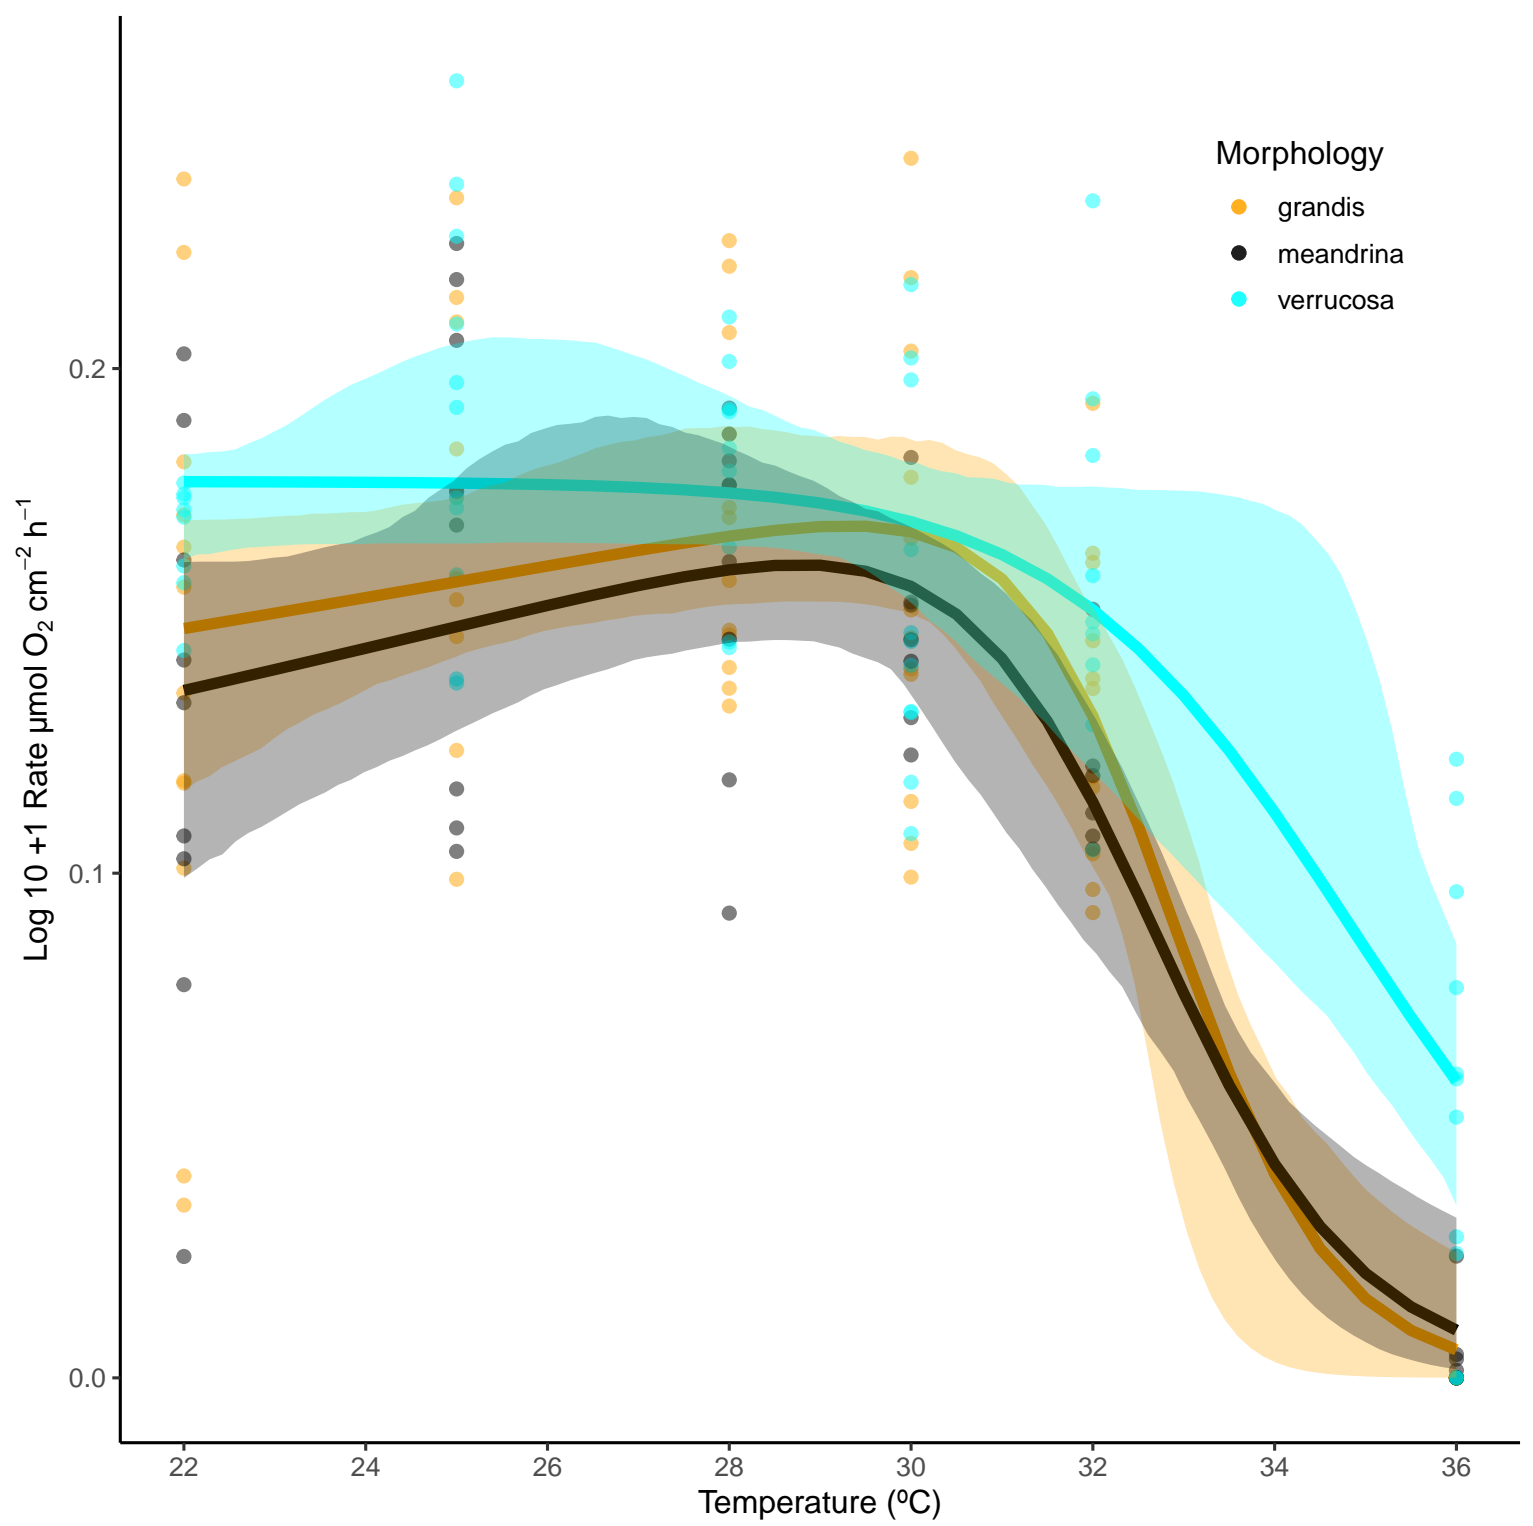 Morphology
grandis
meandrina
verrucosa
0.2
0.1
0.0
Log 10 +1 Rate µmol O₂ cm⁻² h⁻¹
22 24 26 28 30 32 34 36
Temperature (ºC)